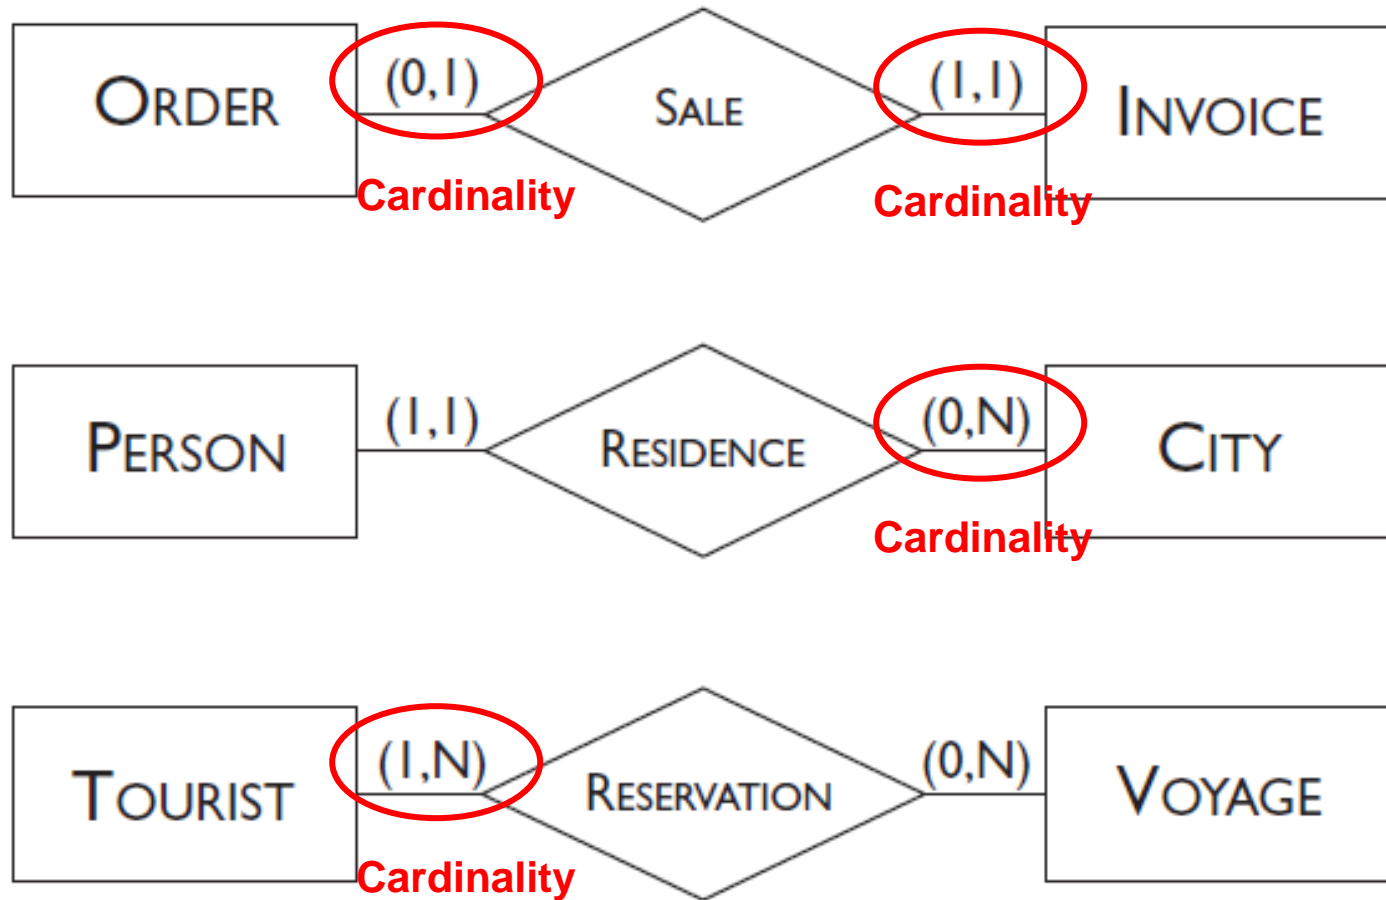 ORDER (0,1) SALE (1,1) INVOICE
Cardinality Cardinality
PERSON (1,1) RESIDENCE (0,N) CITY
Cardinality
TOURIST (1,N) RESERVATION (0,N) VOYAGE
Cardinality